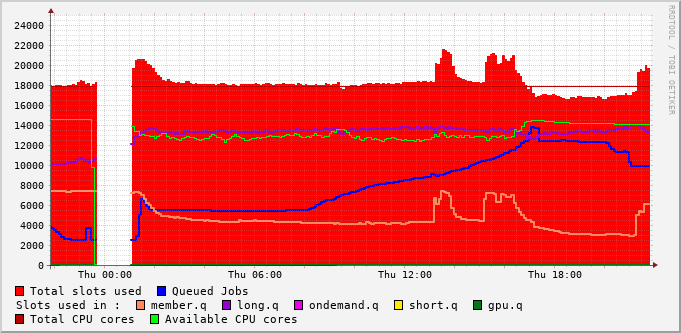 RRDTOOL / TOBI OETIKER
24000
22000
20000
18000
16000
14000
12000
10000
8000
6000
4000
2000
0
Thu 00:00 Thu 06:00 Thu 12:00 Thu 18:00
Total slots used Queued Jobs
Slots used in : member.q long.q ondemand.q short.q gpu.q
Total CPU cores Available CPU cores